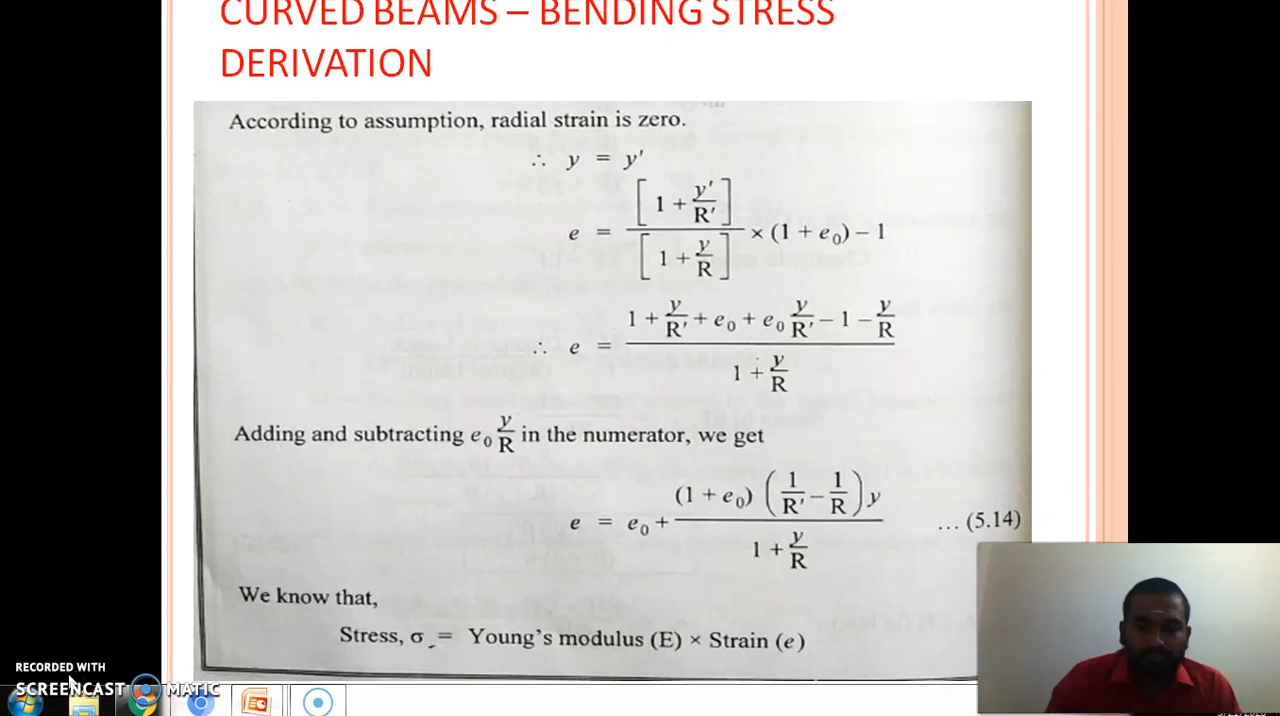 CURVED BEAMS – BENDING STRESS
DERIVATION
According to assumption, radial strain is zero.
∴ y = y′
e = [1 + y′/R′] / [1 + y/R] × (1 + e₀) – 1
∴ e = (1 + y/R′ + e₀ + e₀ y/R′ – 1 – y/R) / (1 + y/R)
Adding and subtracting e₀ y/R in the numerator, we get
e = e₀ + (1 + e₀) (1/R′ – 1/R) y / (1 + y/R) ... (5.14)
We know that,
Stress, σ = Young's modulus (E) × Strain (e)
RECORDED WITH
SCREENCAST MATIC